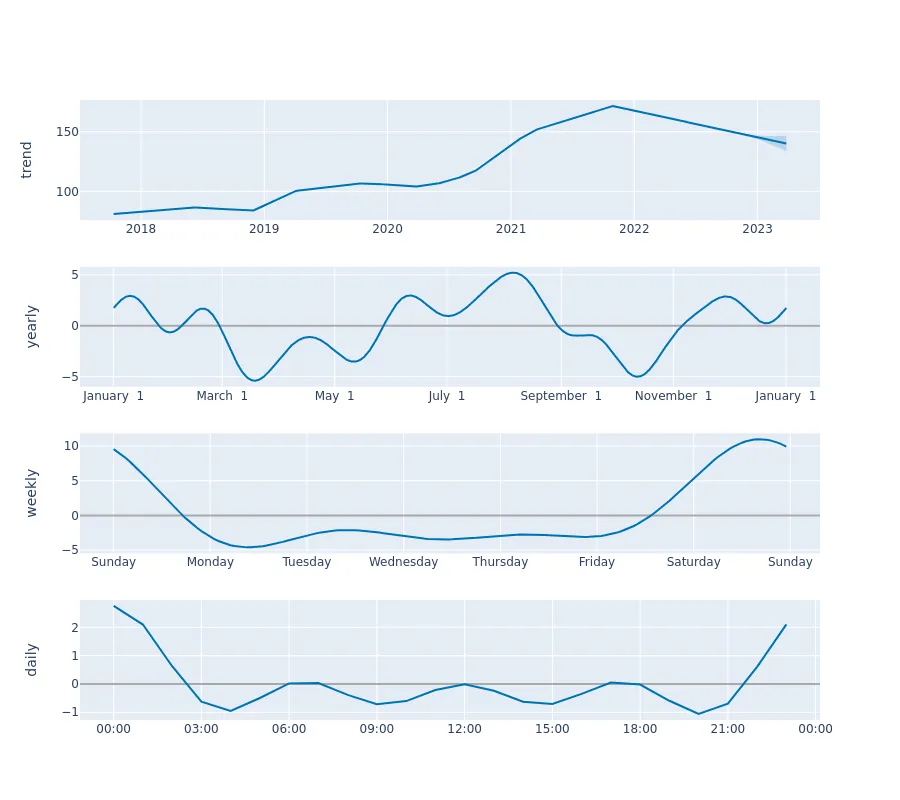 trend
150
100
2018 2019 2020 2021 2022 2023
yearly
5
0
−5
January 1 March 1 May 1 July 1 September 1 November 1 January 1
weekly
10
5
0
−5
Sunday Monday Tuesday Wednesday Thursday Friday Saturday Sunday
daily
2
1
0
−1
00:00 03:00 06:00 09:00 12:00 15:00 18:00 21:00 00:00